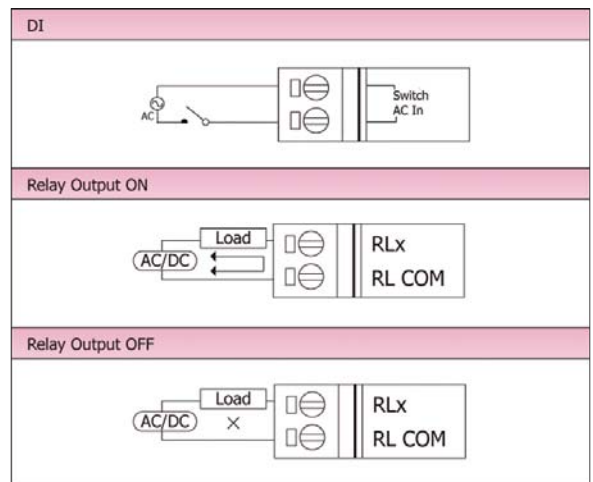 DI
AC
Switch
AC In
Relay Output ON
Load
AC/DC
RLx
RL COM
Relay Output OFF
Load
AC/DC
RLx
RL COM